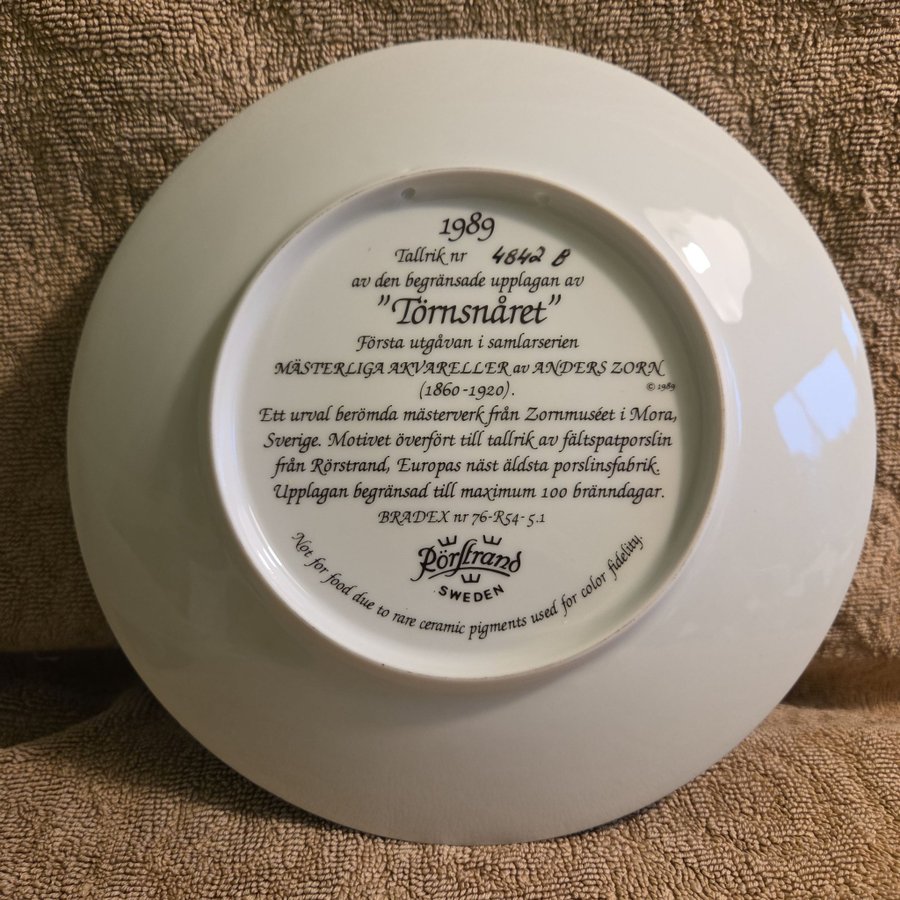 1989
Tallrik nr 4842 B
av den begränsade upplagan av
"Törnsnåret"
Första utgåvan i samlarserien
MÄSTERLIGA AKVARELLER av ANDERS ZORN
(1860-1920).
© 1989
Ett urval berömda mästerverk från Zornmuséet i Mora,
Sverige. Motivet överfört till tallrik av fältspatporslin
från Rörstrand, Europas näst äldsta porslinsfabrik.
Upplagan begränsad till maximum 100 bränndagar.
BRADEX nr 76-R54-5.1
Rörstrand
SWEDEN
Not for food due to rare ceramic pigments used for color fidelity.